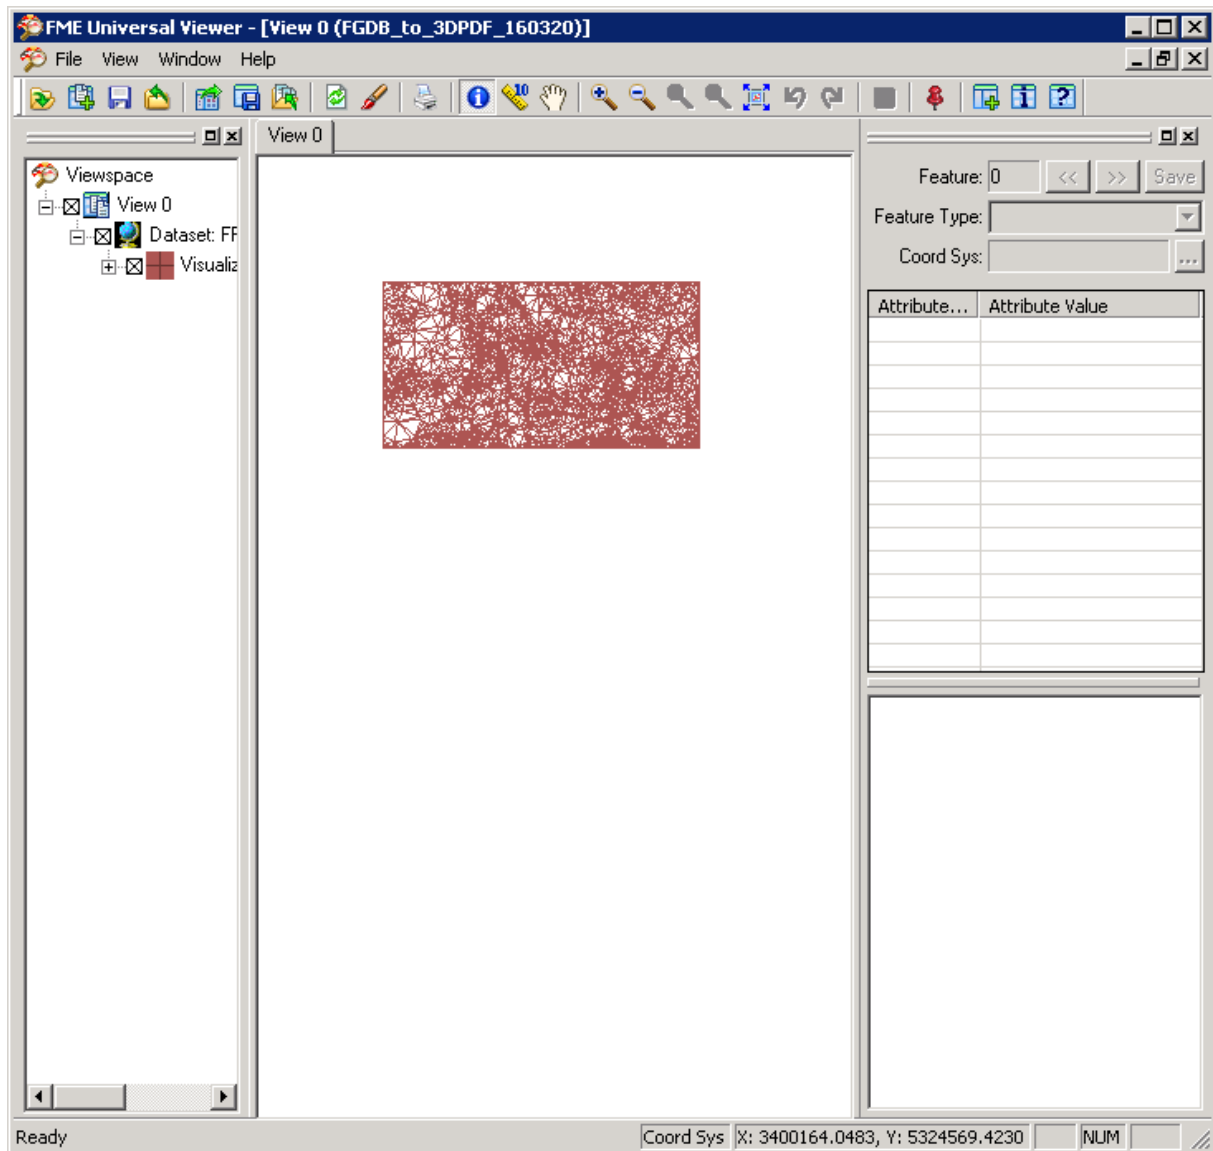 FME Universal Viewer - [View 0 (FGDB_to_3DPDF_160320)]
File View Window Help
View 0
Viewspace
View 0
Dataset: FF
Visualiz
Feature: 0 << >> Save
Feature Type:
Coord Sys: ...
Attribute... Attribute Value
Ready Coord Sys X: 3400164.0483, Y: 5324569.4230 NUM